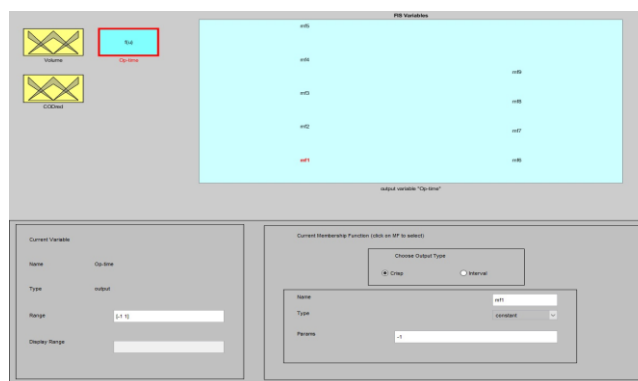 FIS Variables
Volume
f(u)
Op-time
CODinct
mf5
mf4
mf3
mf2
mf1
mf9
mf8
mf7
mf6
output variable "Op-time"
Current Variable
Name Op-time
Type output
Range [-1 1]
Display Range
Current Membership Function (click on MF to select)
Choose Output Type
Crisp Interval
Name mf1
Type constant
Params -1